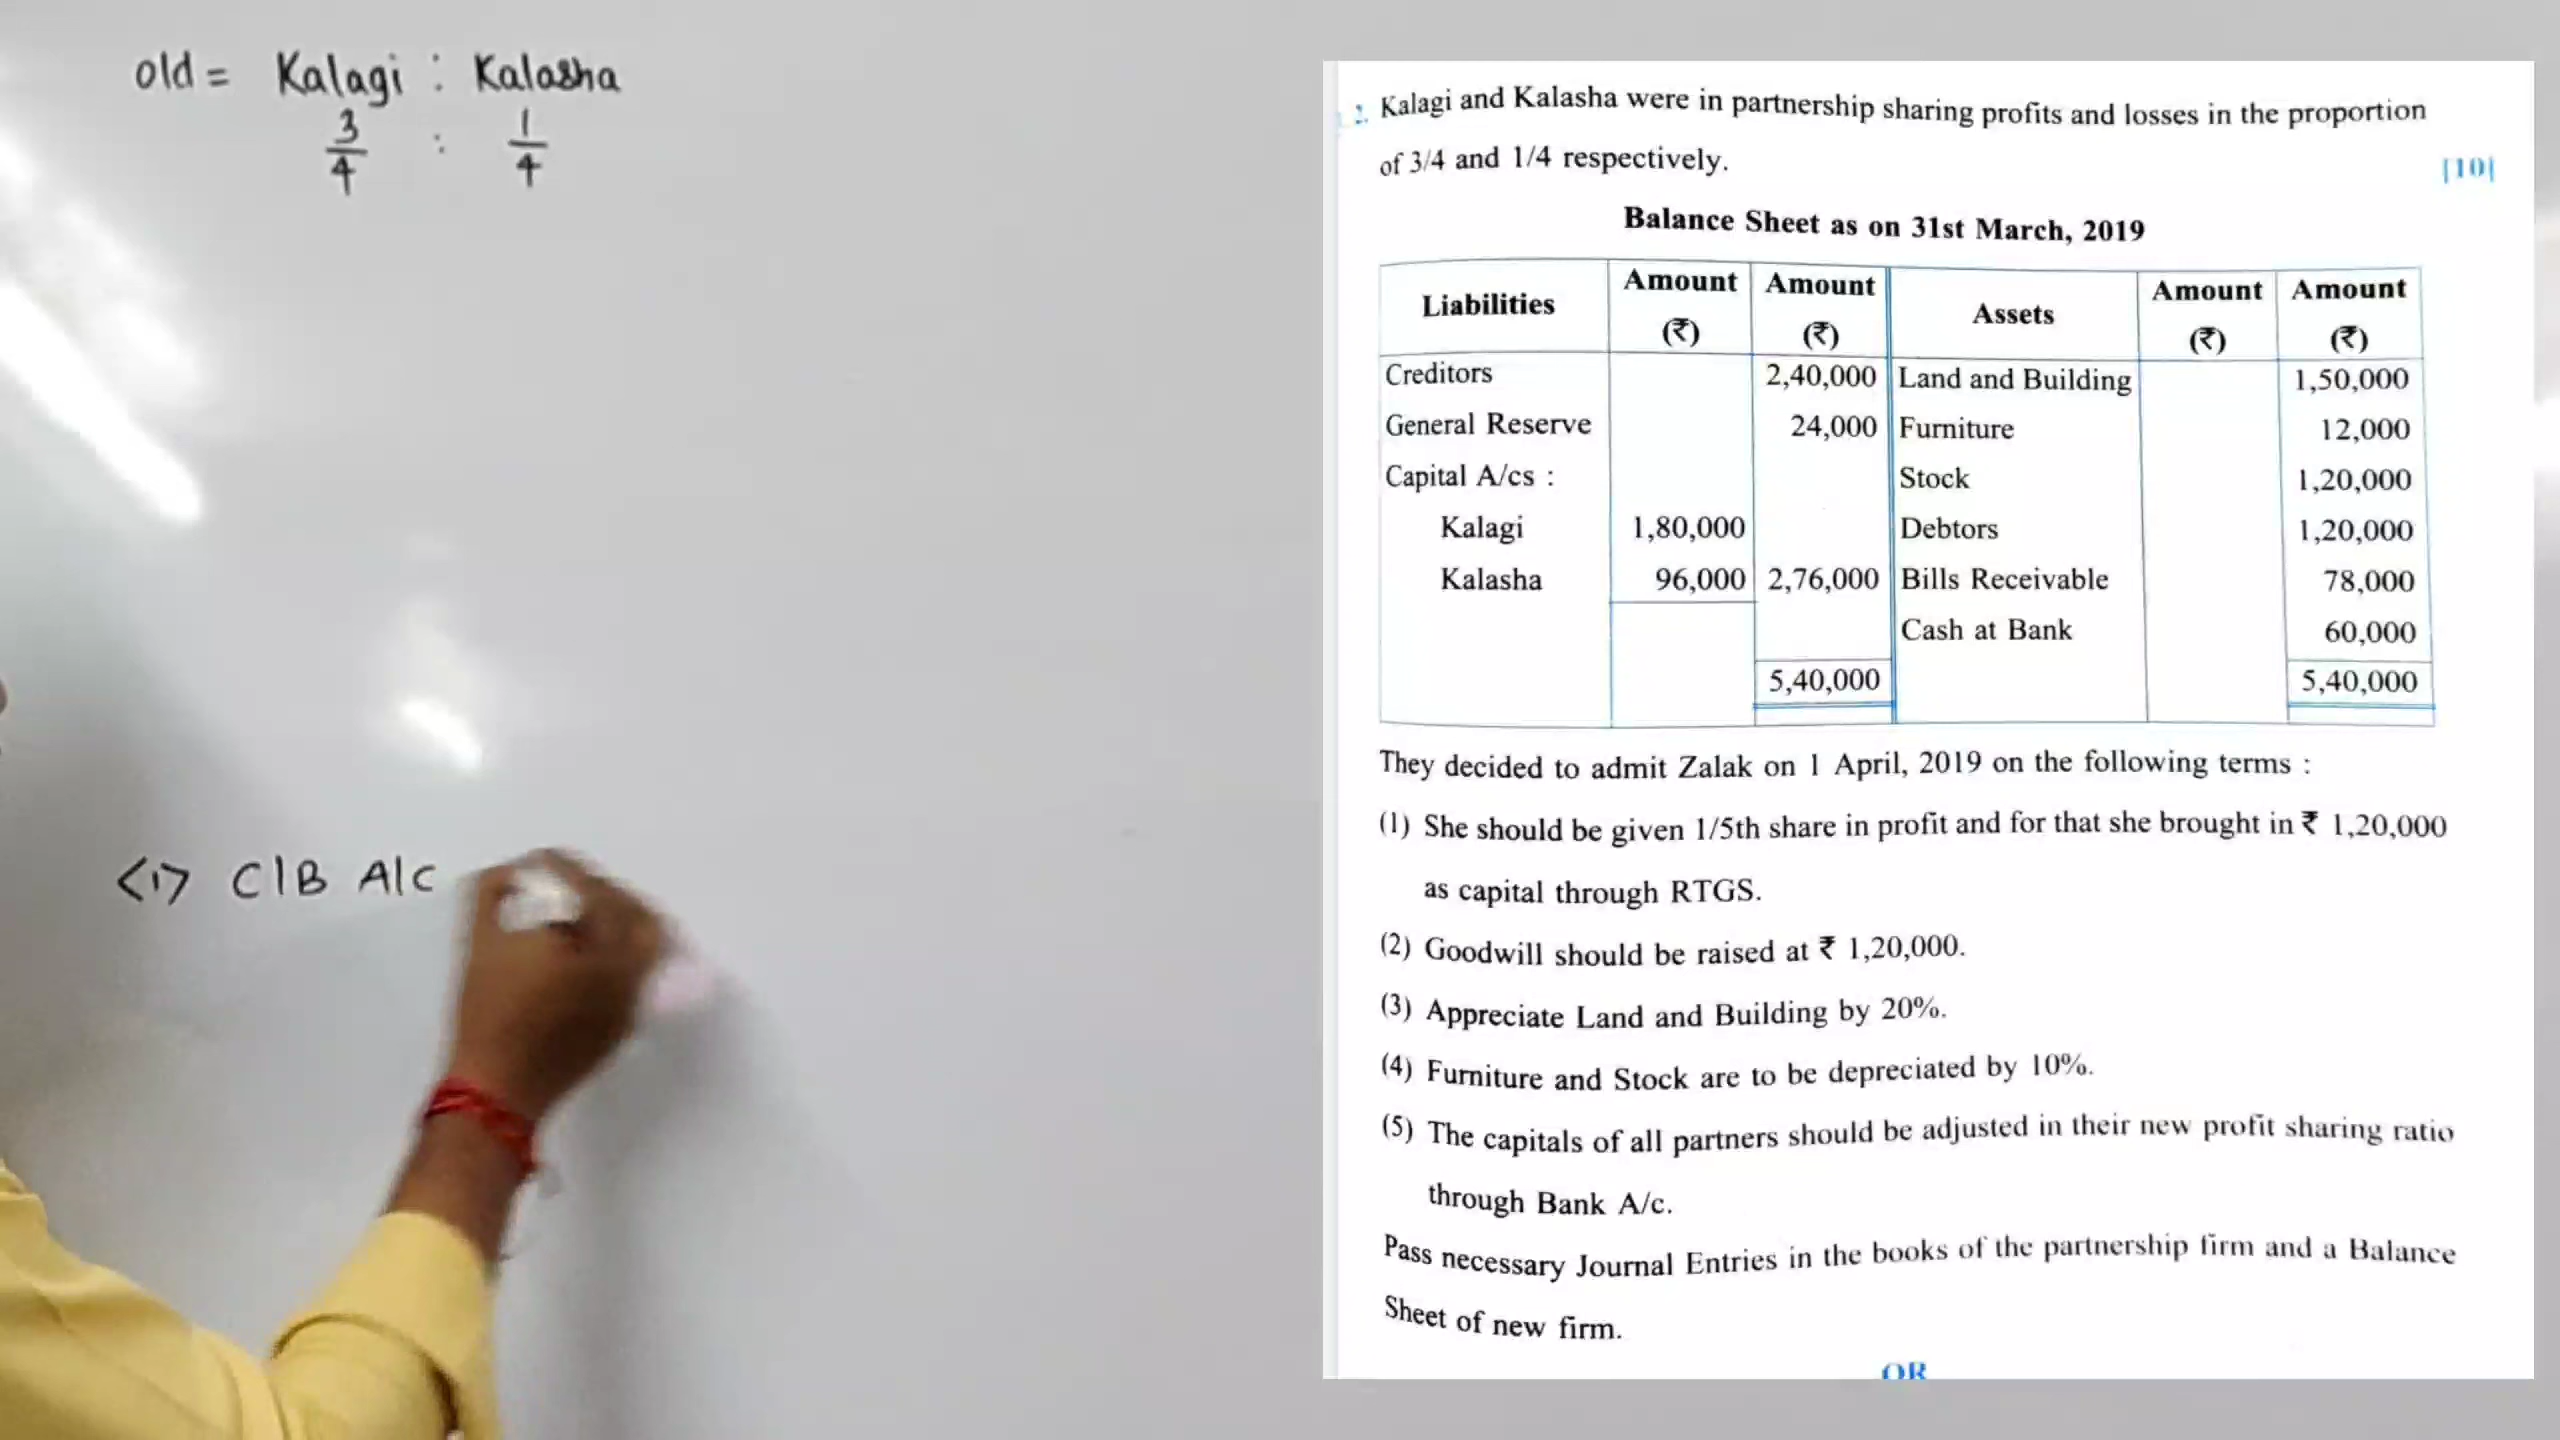 old = Kalagi : Kalasha
3/4 : 1/4
<1> C|B A|C
2. Kalagi and Kalasha were in partnership sharing profits and losses in the proportion
of 3/4 and 1/4 respectively.
[10]
Balance Sheet as on 31st March, 2019
Liabilities Amount (₹) Amount (₹) Assets Amount (₹) Amount (₹)
Creditors 2,40,000 Land and Building 1,50,000
General Reserve 24,000 Furniture 12,000
Capital A/cs : Stock 1,20,000
Kalagi 1,80,000 Debtors 1,20,000
Kalasha 96,000 2,76,000 Bills Receivable 78,000
Cash at Bank 60,000
5,40,000 5,40,000
They decided to admit Zalak on 1 April, 2019 on the following terms :
(1) She should be given 1/5th share in profit and for that she brought in ₹ 1,20,000
as capital through RTGS.
(2) Goodwill should be raised at ₹ 1,20,000.
(3) Appreciate Land and Building by 20%.
(4) Furniture and Stock are to be depreciated by 10%.
(5) The capitals of all partners should be adjusted in their new profit sharing ratio
through Bank A/c.
Pass necessary Journal Entries in the books of the partnership firm and a Balance
Sheet of new firm.
OR